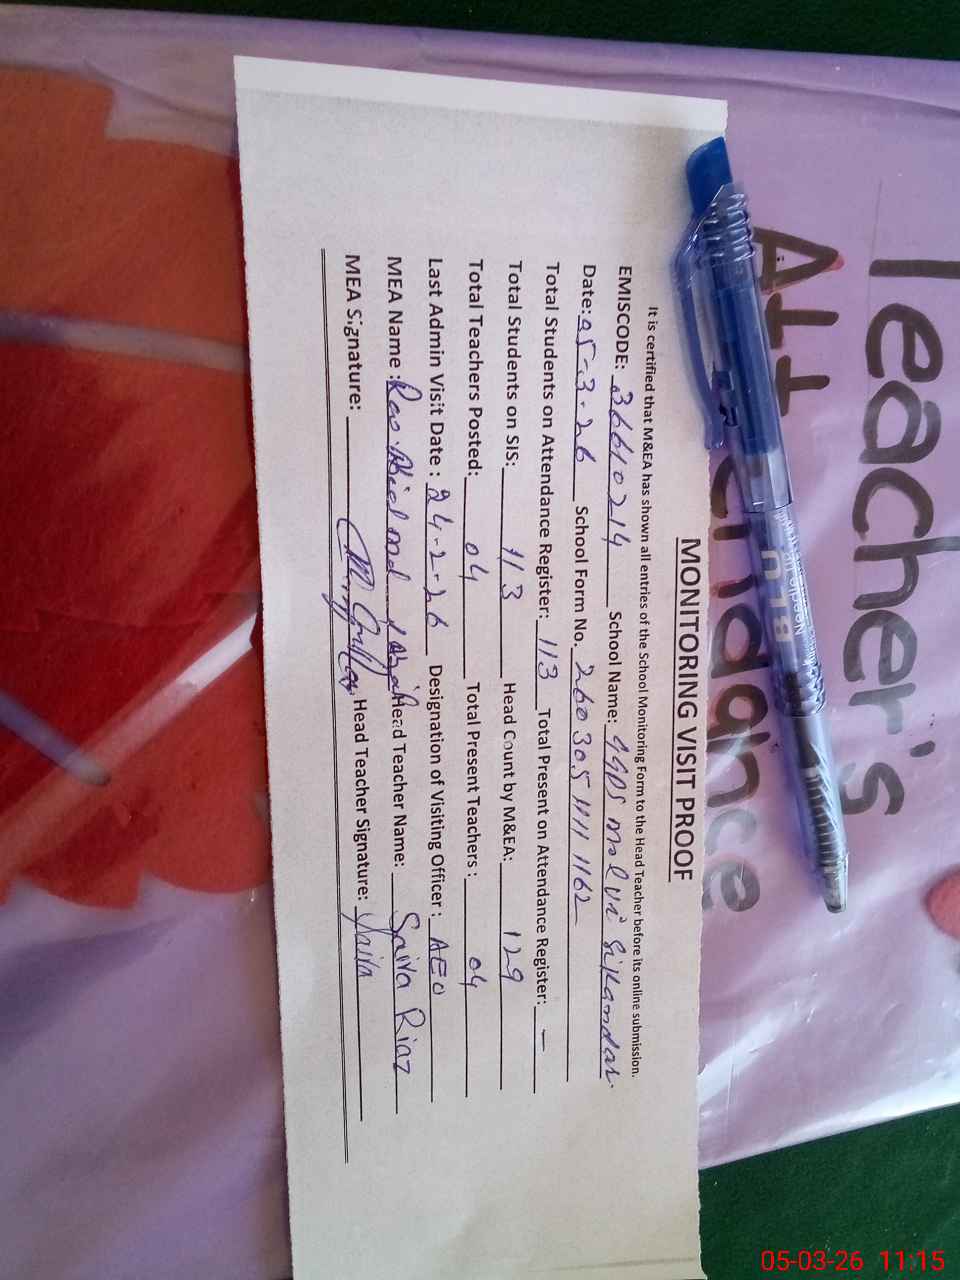 Teacher's
Attendance
MONITORING VISIT PROOF
It is certified that M&EA has shown all entries of the School Monitoring Form to the Head Teacher before its online submission.
EMISCODE: 36610214 School Name: GGPS Molvi Sikandar
Date: 05-3-26 School Form No. 2603051111162
Total Students on Attendance Register: 113 Total Present on Attendance Register: —
Total Students on SIS: 113 Head Count by M&EA: 129
Total Teachers Posted: 04 Total Present Teachers : 04
Last Admin Visit Date : 24-2-26 Designation of Visiting Officer : AEO
MEA Name : Rao Head Teacher Name: Riaz
MEA Signature: Head Teacher Signature:
05-03-26 11:15